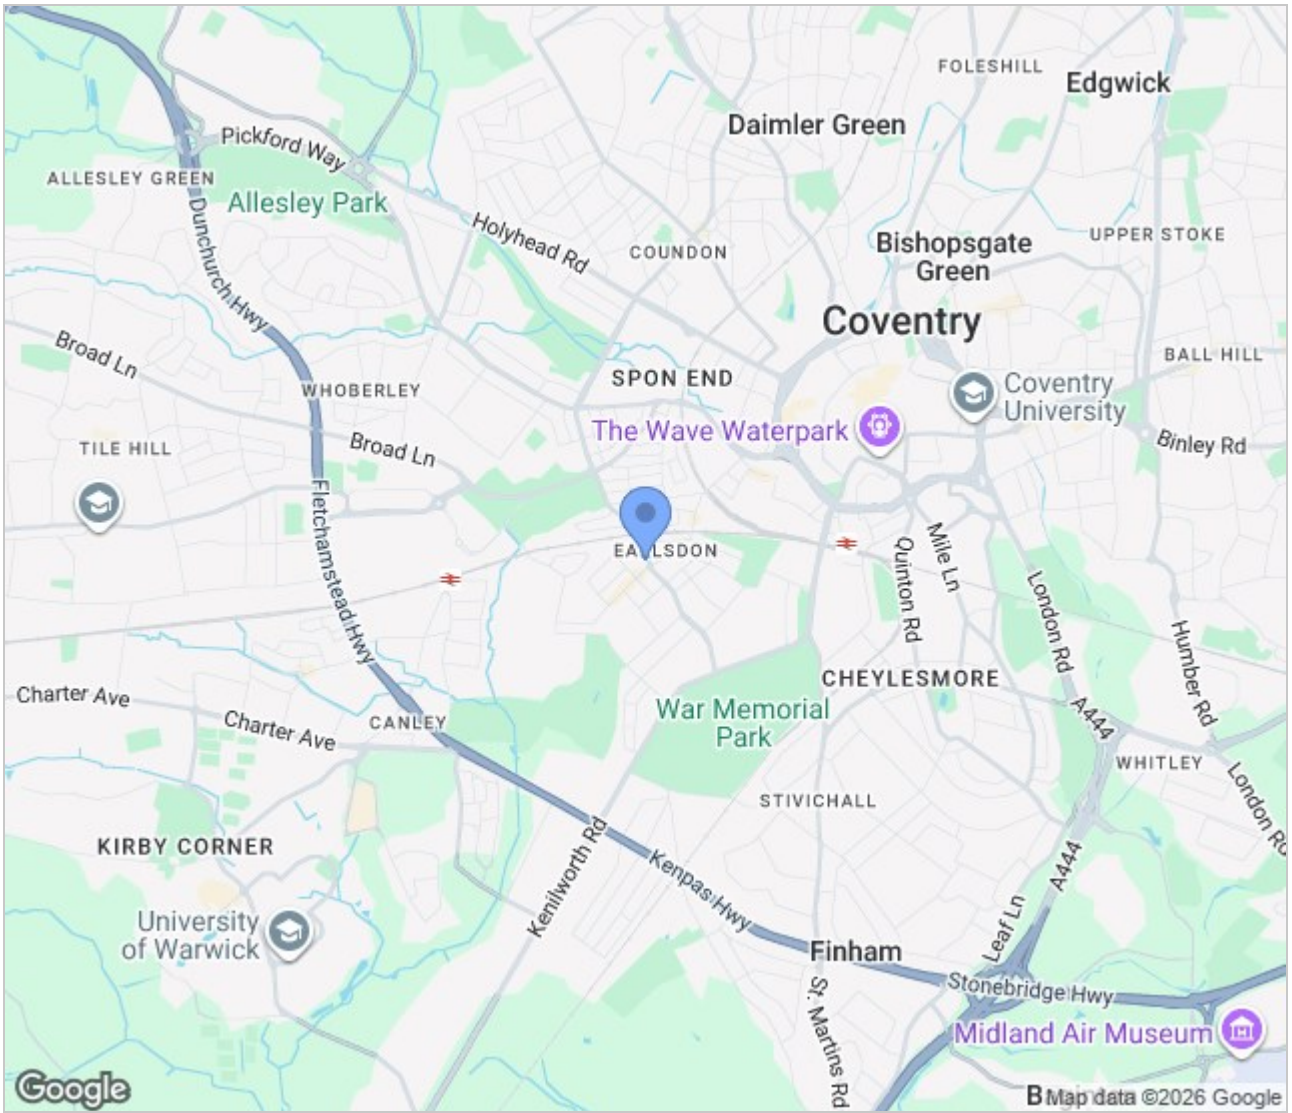 FOLESHILL
Edgwick
Daimler Green
Pickford Way
ALLESLEY GREEN
Allesley Park
Dunchurch Hwy
Holyhead Rd
COUNDON
Bishopsgate
Green
UPPER STOKE
Coventry
Broad Ln
BALL HILL
WHOBERLEY
SPON END
Coventry
University
The Wave Waterpark
Broad Ln
TILE HILL
Binley Rd
Fletchamstead Hwy
EARLSDON
Quinton Rd
Mile Ln
London Rd
Humber Rd
CHEYLESMORE
Charter Ave
Charter Ave
CANLEY
War Memorial
Park
A444
WHITLEY
London Rd
STIVICHALL
KIRBY CORNER
Kenilworth Rd
Kenpas Hwy
A444
University
of Warwick
Leaf Ln
Finham
Stonebridge Hwy
St. Martins Rd
Midland Air Museum
Google
Map data ©2026 Google